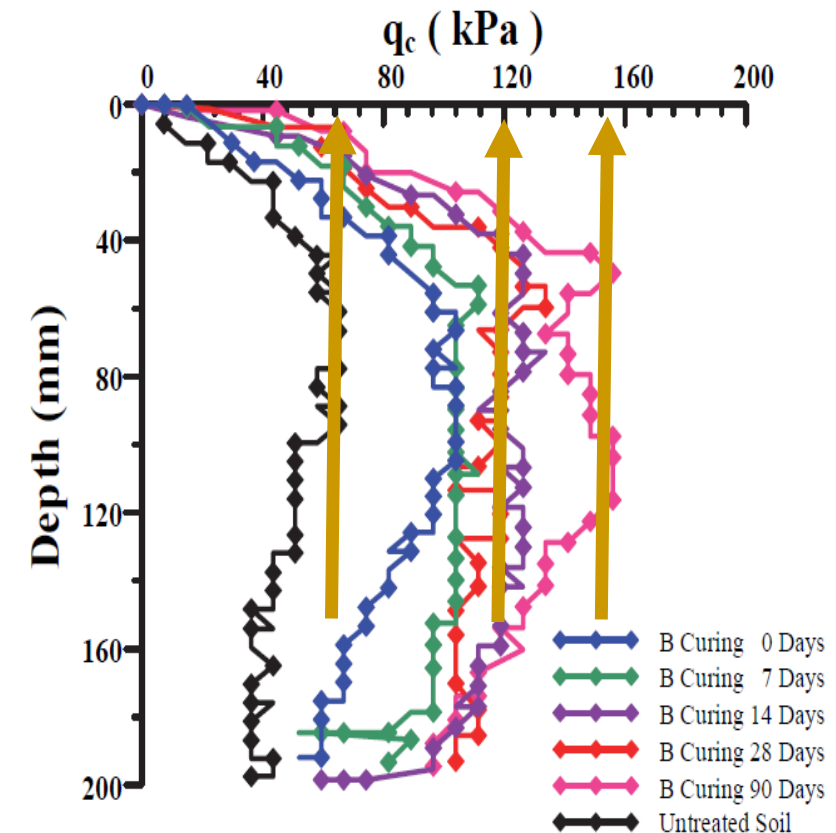 qc ( kPa )
0 40 80 120 160 200
0
40
80
120
160
200
Depth (mm)
B Curing 0 Days
B Curing 7 Days
B Curing 14 Days
B Curing 28 Days
B Curing 90 Days
Untreated Soil